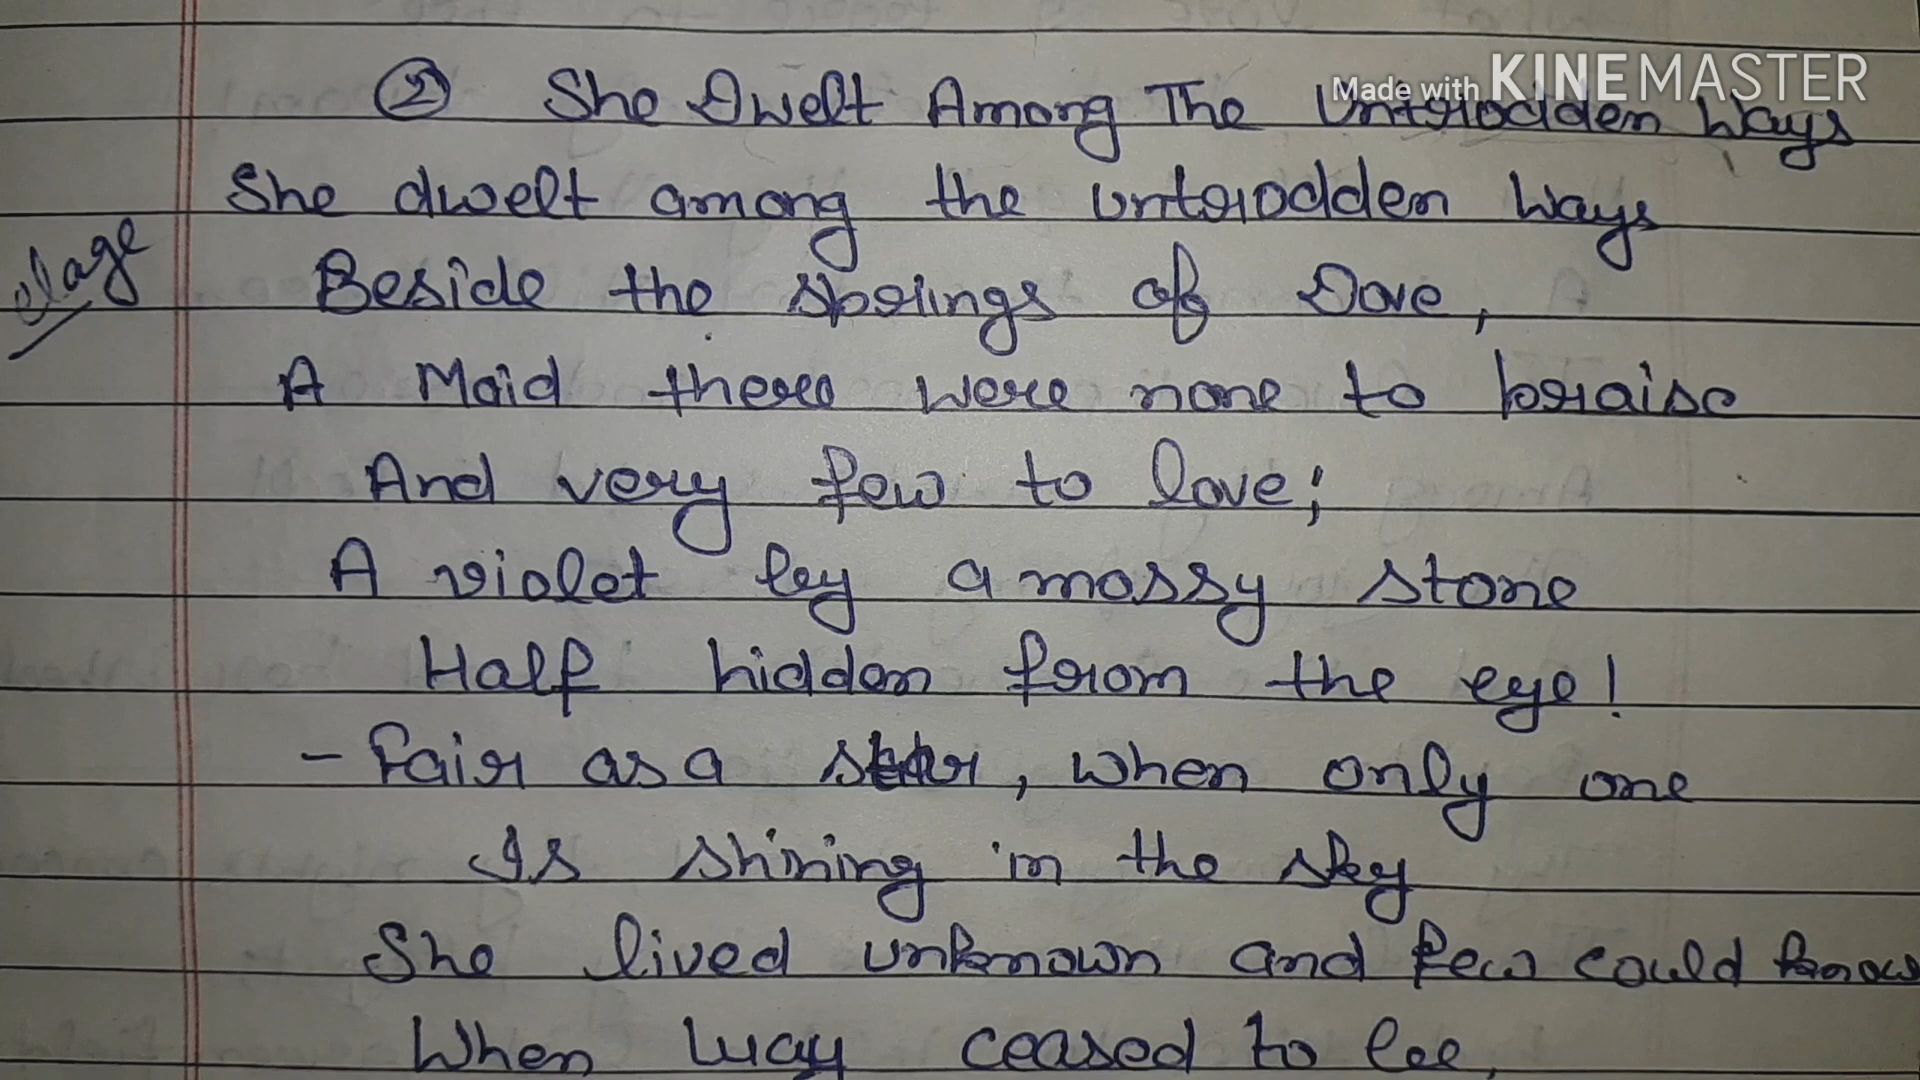 Made with KINEMASTER
② She Dwelt Among The Untrodden Ways
She dwelt among the untrodden ways
Beside the springs of Dove,
A Maid there were none to praise
And very few to love;
A violet by a mossy stone
Half hidden from the eye!
- Fair as a star, when only one
Is shining in the sky
She lived unknown and few could know
When Lucy ceased to be,